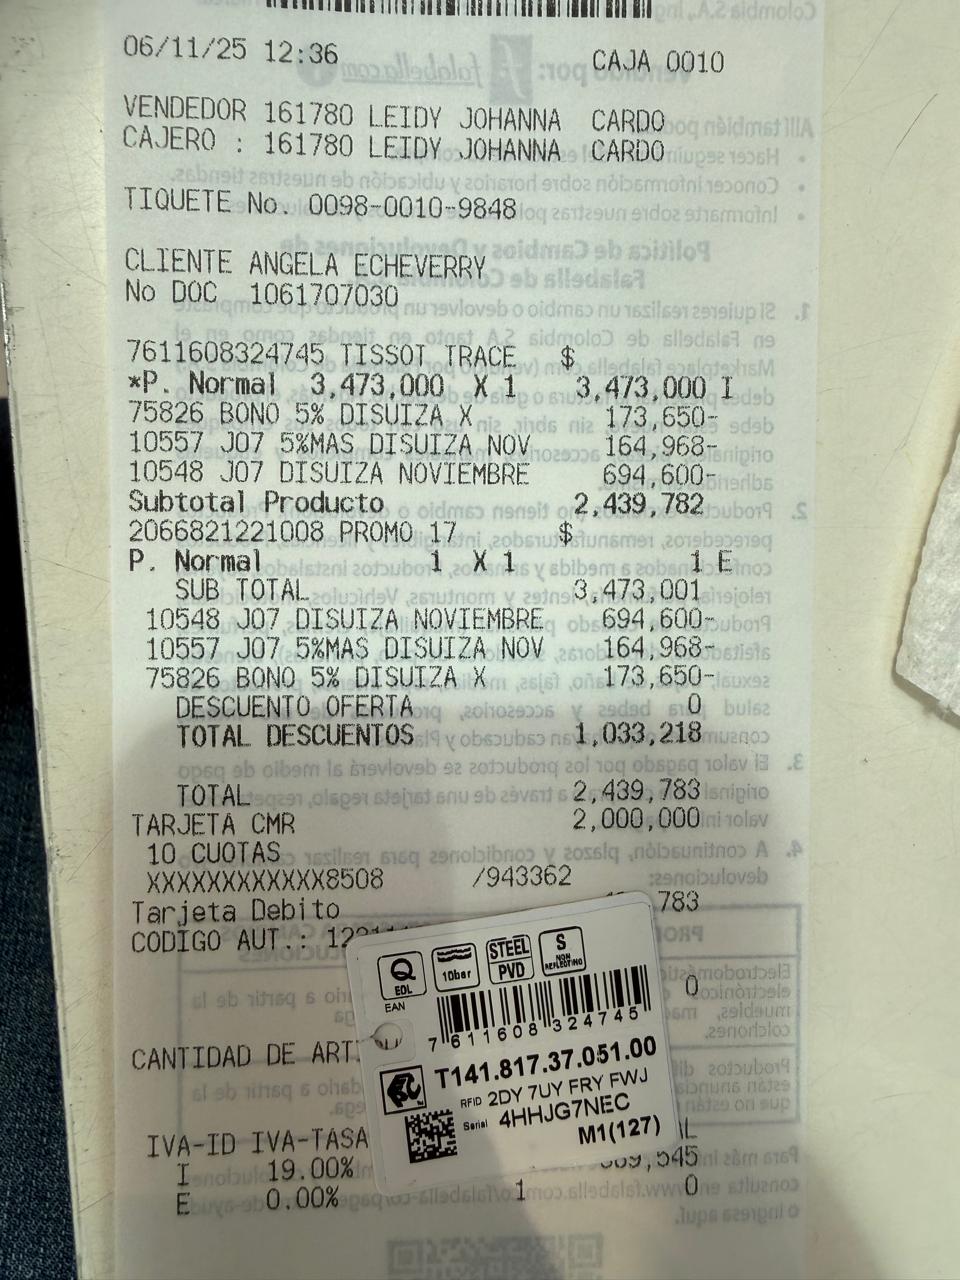 06/11/25 12:36 CAJA 0010
VENDEDOR 161780 LEIDY JOHANNA CARDO
CAJERO : 161780 LEIDY JOHANNA CARDO
TIQUETE No. 0098-0010-9848
CLIENTE ANGELA ECHEVERRY
No DOC 1061707030
7611608324745 TISSOT TRACE $
*P. Normal 3,473,000 X 1 3,473,000 I
75826 BONO 5% DISUIZA X 173,650-
10557 J07 5%MAS DISUIZA NOV 164,968-
10548 J07 DISUIZA NOVIEMBRE 694,600-
Subtotal Producto 2,439,782
2066821221008 PROMO 17 $
P. Normal 1 X 1 1 E
SUB TOTAL 3,473,001
10548 J07 DISUIZA NOVIEMBRE 694,600-
10557 J07 5%MAS DISUIZA NOV 164,968-
75826 BONO 5% DISUIZA X 173,650-
DESCUENTO OFERTA 0
TOTAL DESCUENTOS 1,033,218
TOTAL 2,439,783
TARJETA CMR 2,000,000
10 CUOTAS
XXXXXXXXXXXX8508 /943362
Tarjeta Debito 783
CODIGO AUT.:
0
CANTIDAD DE ART.
IVA-ID IVA-TASA
I 19.00%
E 0.00% 1 0
Q EOL
10bar
STEEL PVD
S NON REFLECTING
EAN
7 611608 324745
T141.817.37.051.00
RFID 2DY 7UY FRY FWJ
Serial 4HHJG7NEC
M1(127)